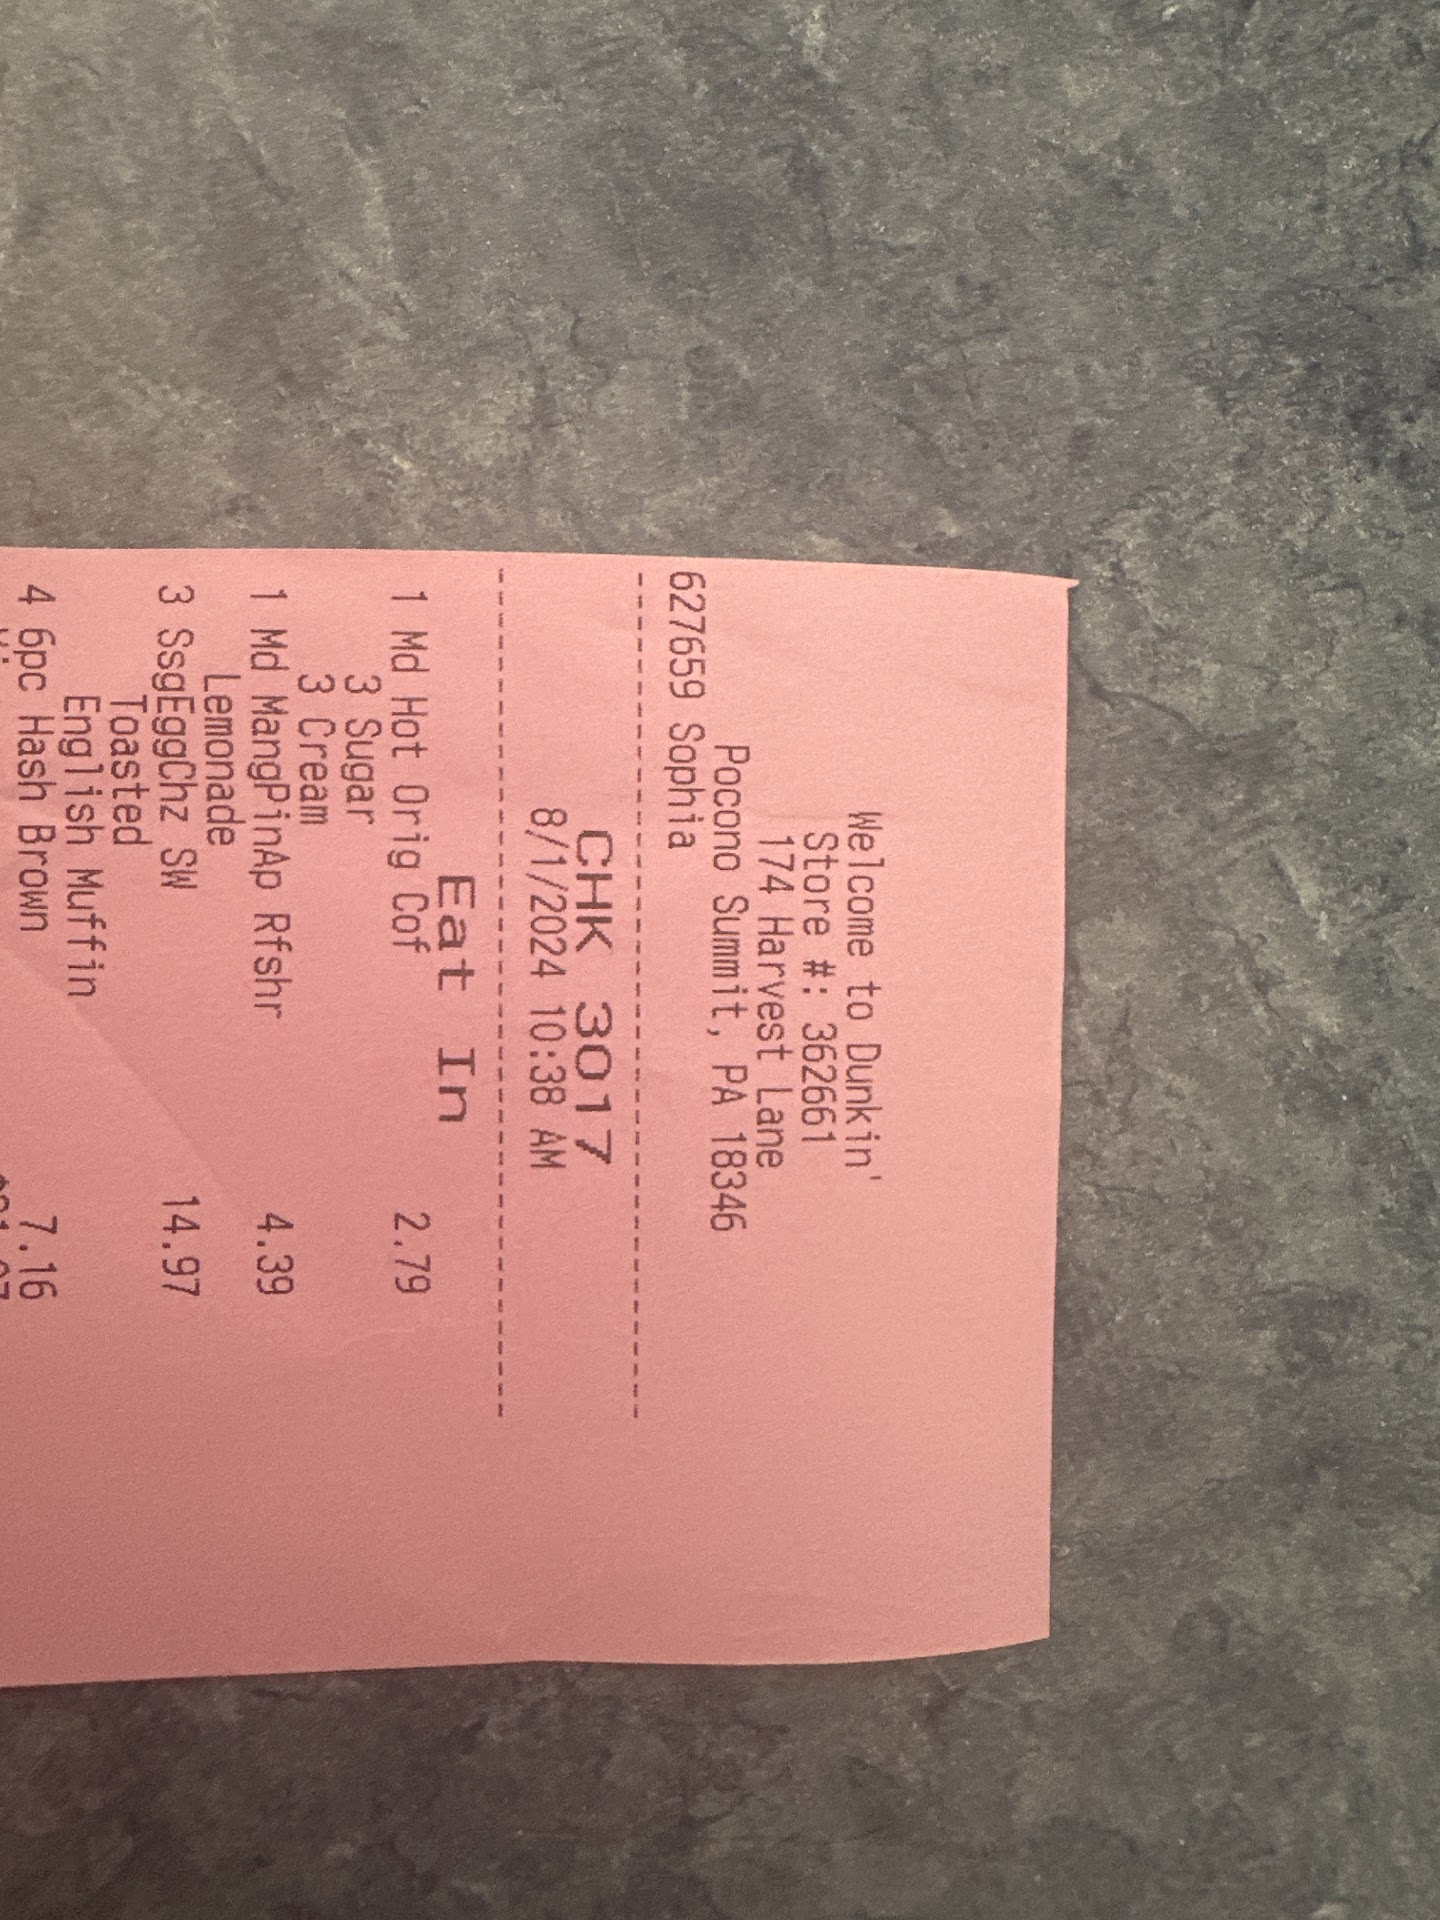 Welcome to Dunkin'
Store #: 362661
174 Harvest Lane
Pocono Summit, PA 18346
627659 Sophia
----------------------------------------
CHK 3017
8/1/2024 10:38 AM
----------------------------------------
Eat In
1 Md Hot Orig Cof 2.79
3 Sugar
3 Cream
1 Md MangPinAp Rfshr 4.39
Lemonade
3 SsgEggChz SW 14.97
Toasted
English Muffin
4 6pc Hash Brown 7.16